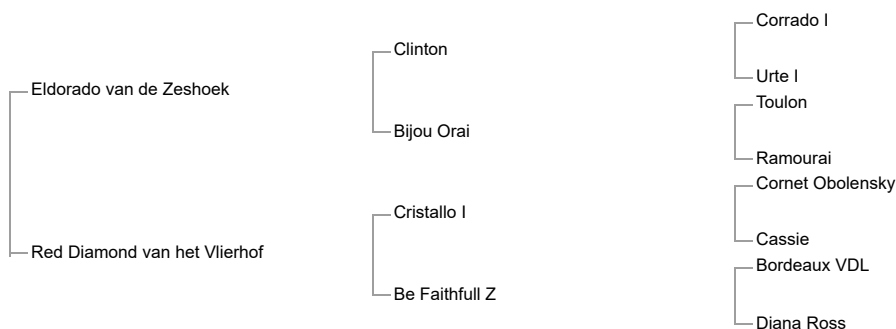 Corrado I
Clinton
Urte I
Eldorado van de Zeshoek
Toulon
Bijou Orai
Ramourai
Cornet Obolensky
Cristallo I
Cassie
Red Diamond van het Vlierhof
Bordeaux VDL
Be Faithfull Z
Diana Ross